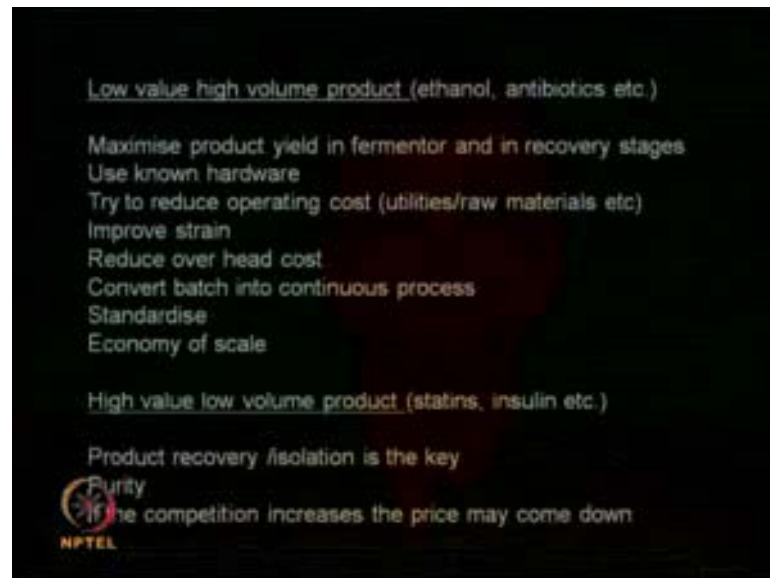 Low value high volume product (ethanol, antibiotics etc.)
Maximise product yield in fermentor and in recovery stages
Use known hardware
Try to reduce operating cost (utilities/raw materials etc)
Improve strain
Reduce over head cost
Convert batch into continuous process
Standardise
Economy of scale
High value low volume product (statins, insulin etc.)
Product recovery /isolation is the key
Purity
If the competition increases the price may come down
NPTEL